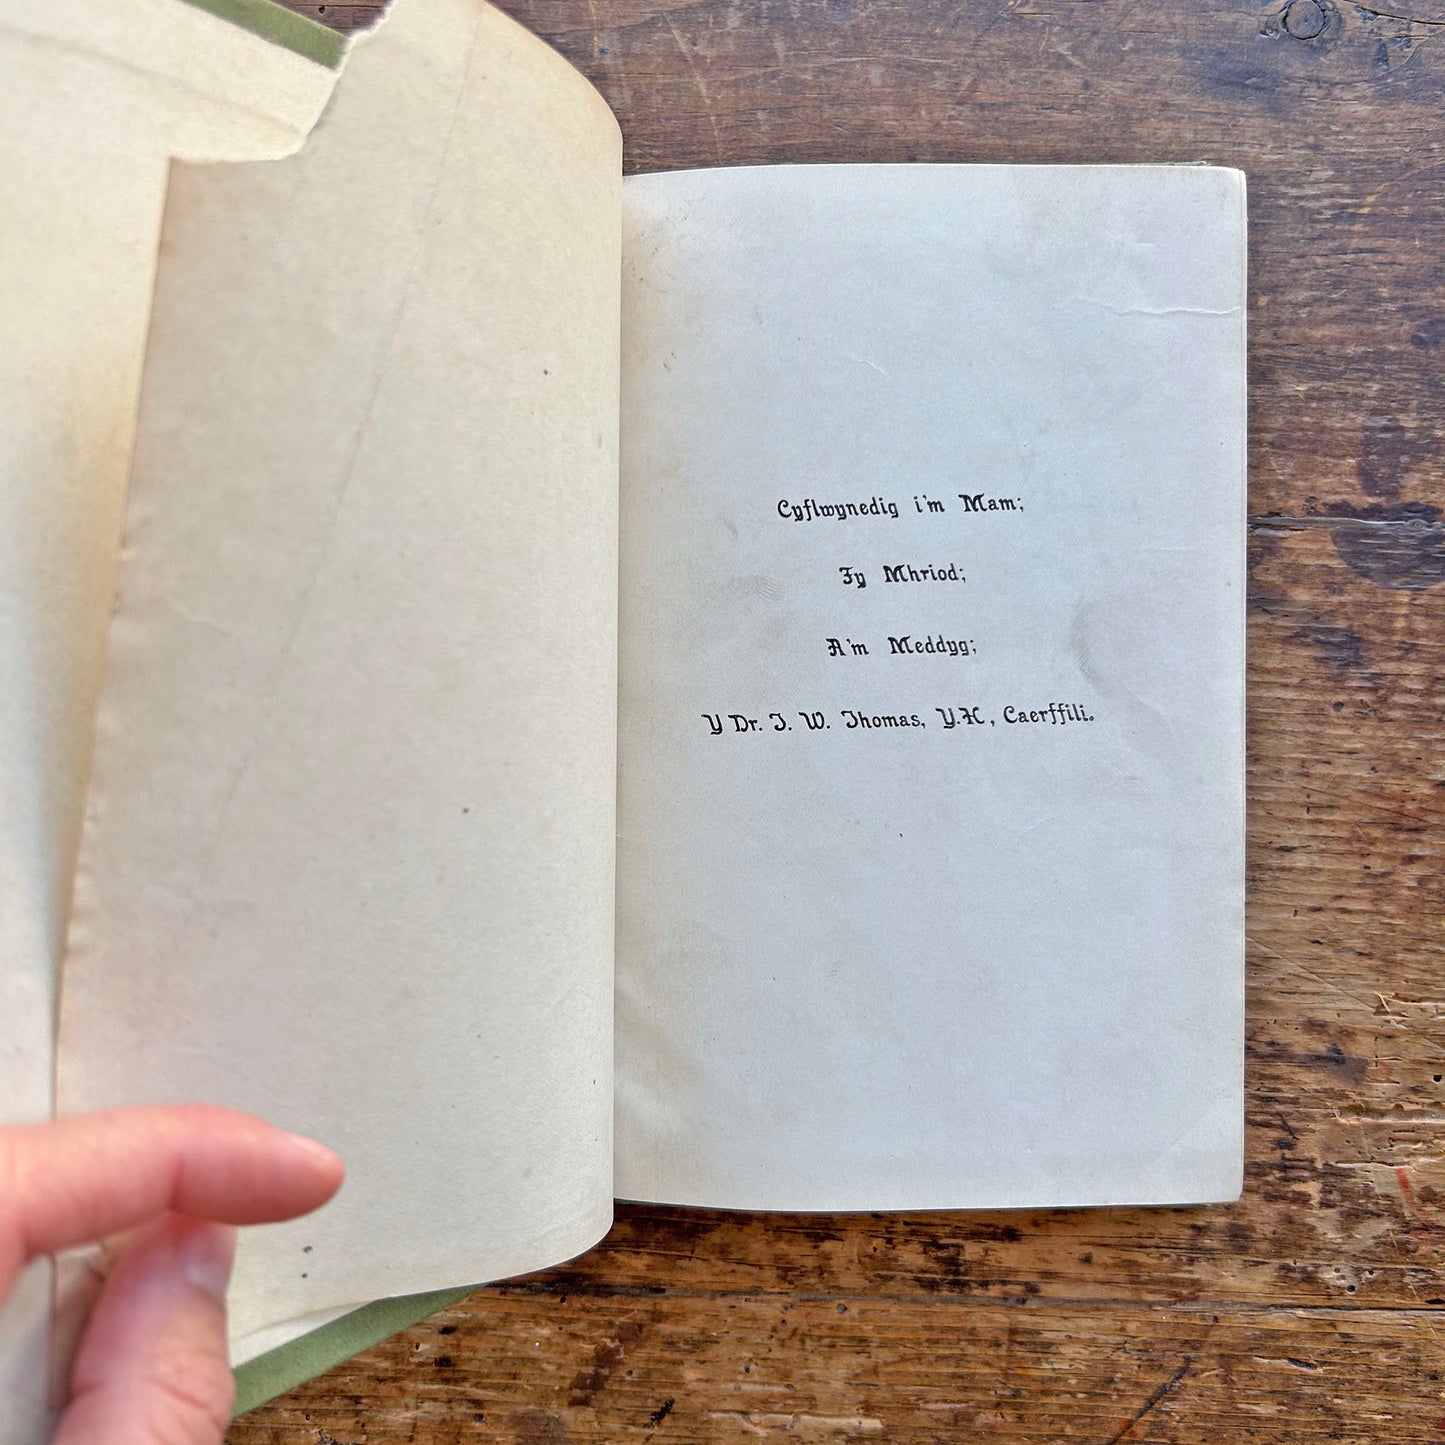 Cyflwynedig i'm Mam;
Fy Mhriod;
A'm Meddyg;
Y Dr. T. W. Thomas, Y.H, Caerffili.